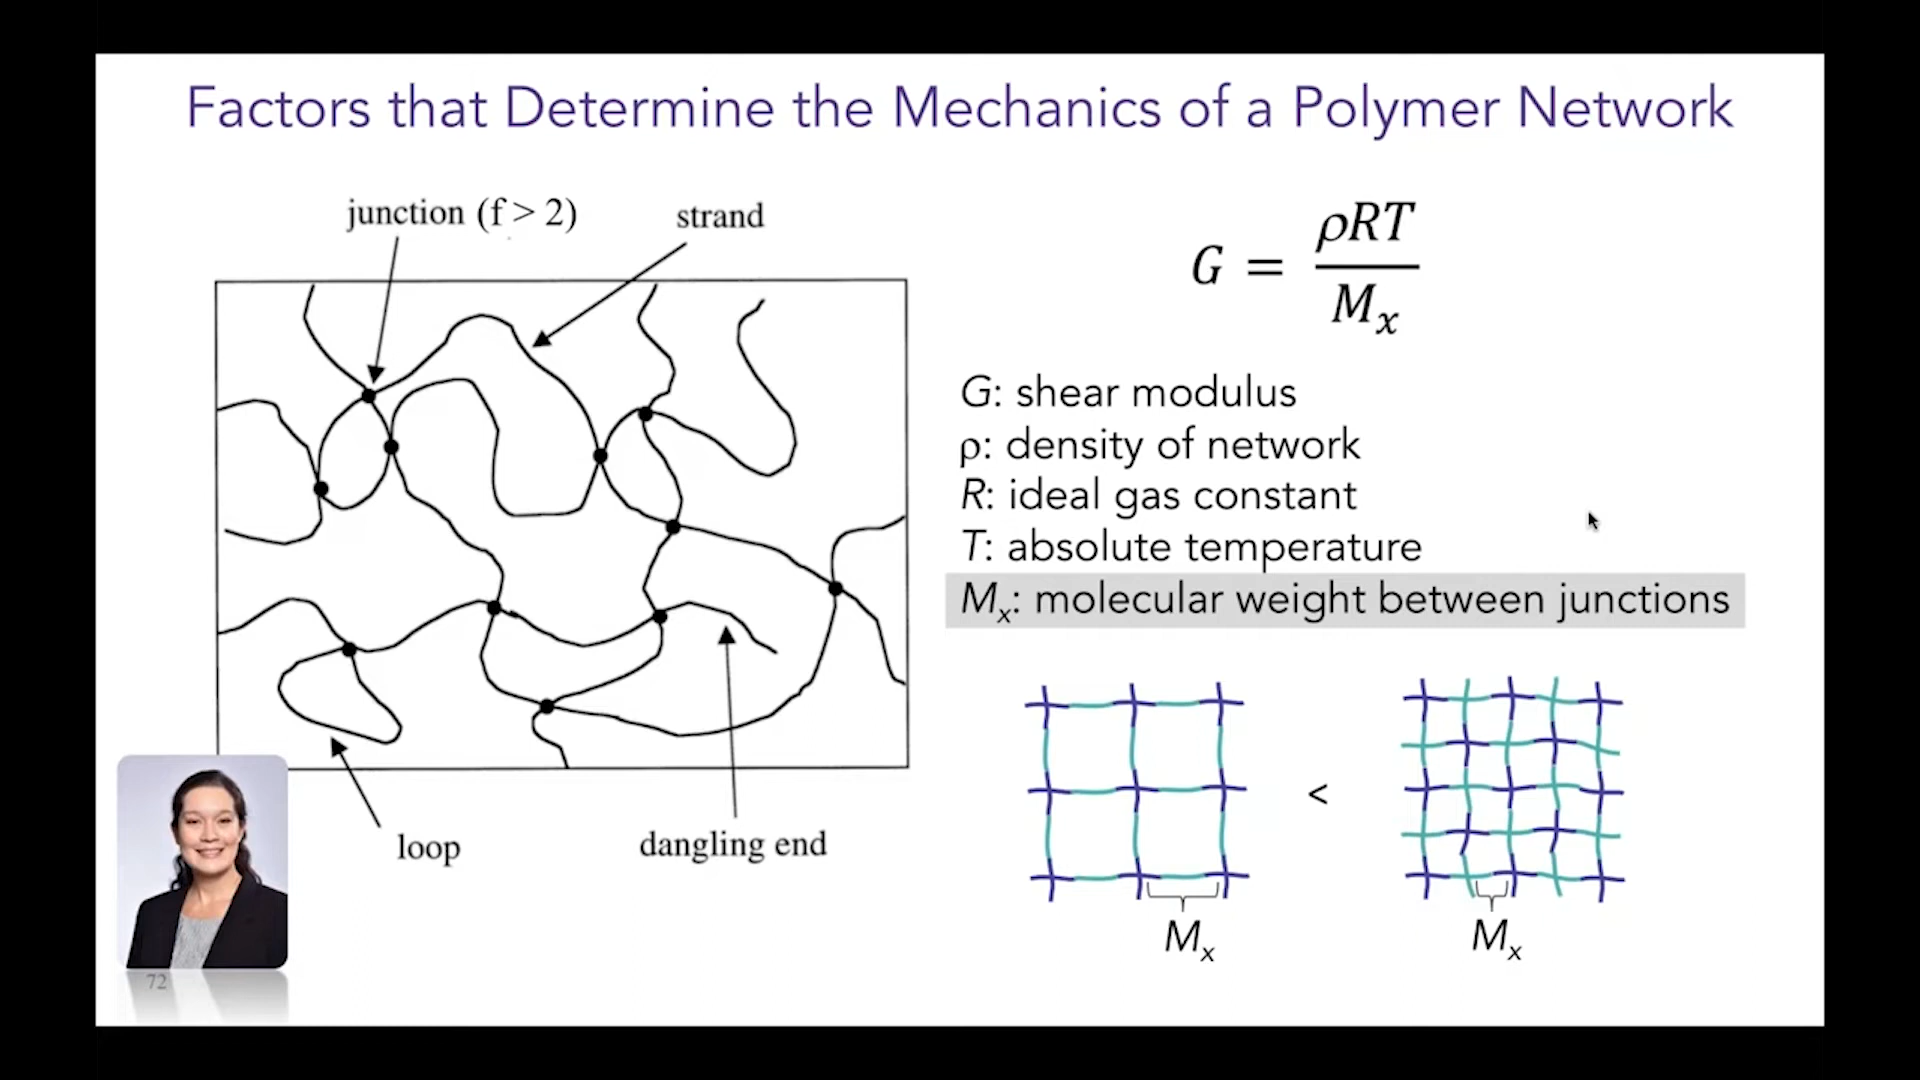 Factors that Determine the Mechanics of a Polymer Network
junction (f > 2)
strand
loop
dangling end
72
G = ρRT / Mₓ
G: shear modulus
ρ: density of network
R: ideal gas constant
T: absolute temperature
Mₓ: molecular weight between junctions
<
Mₓ
Mₓ